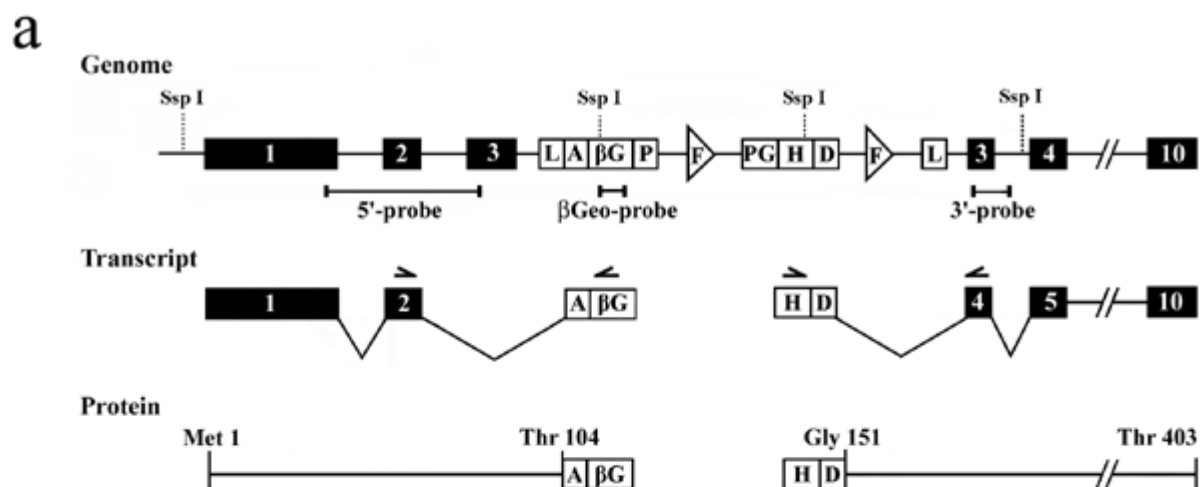 a
Genome
Ssp I Ssp I Ssp I Ssp I
1 2 3 L A βG P F PG H D F L 3 4 // 10
5'-probe βGeo-probe 3'-probe
Transcript
1 2 A βG H D 4 5 // 10
Protein
Met 1 Thr 104 Gly 151 Thr 403
A βG H D //